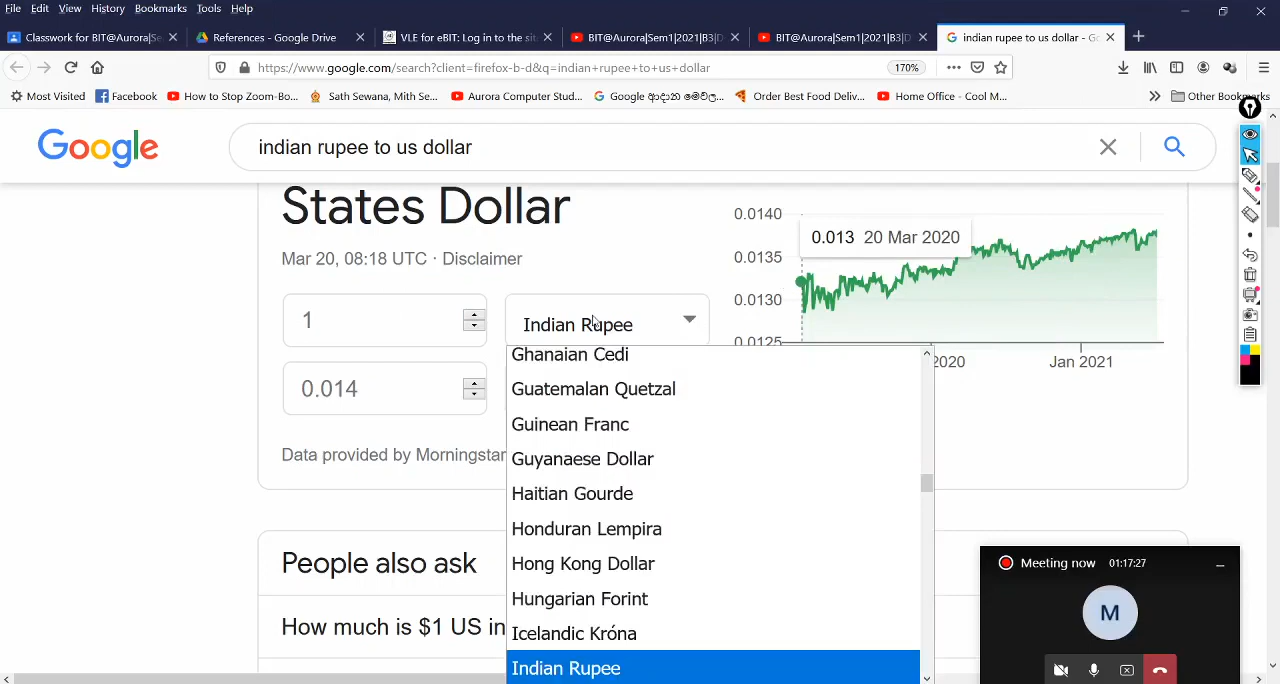 File Edit View History Bookmarks Tools Help
Classwork for BIT@Aurora|Se
References - Google Drive
VLE for eBIT: Log in to the sit
BIT@Aurora|Sem1|2021|B3|D
BIT@Aurora|Sem1|2021|B3|D
indian rupee to us dollar - Go
https://www.google.com/search?client=firefox-b-d&q=indian+rupee+to+us+dollar
170%
Most Visited Facebook How to Stop Zoom-Bo... Sath Sewana, Mith Se... Aurora Computer Stud... Google ආදාන මෙවල... Order Best Food Deliv... Home Office - Cool M... Other Bookmarks
Google
indian rupee to us dollar
States Dollar
Mar 20, 08:18 UTC · Disclaimer
1
Indian Rupee
0.014
Data provided by Morningstar
0.0140
0.013 20 Mar 2020
0.0135
0.0130
0.0125
2020 Jan 2021
Ghanaian Cedi
Guatemalan Quetzal
Guinean Franc
Guyanaese Dollar
Haitian Gourde
Honduran Lempira
Hong Kong Dollar
Hungarian Forint
Icelandic Króna
Indian Rupee
People also ask
How much is $1 US in
Meeting now 01:17:27
M